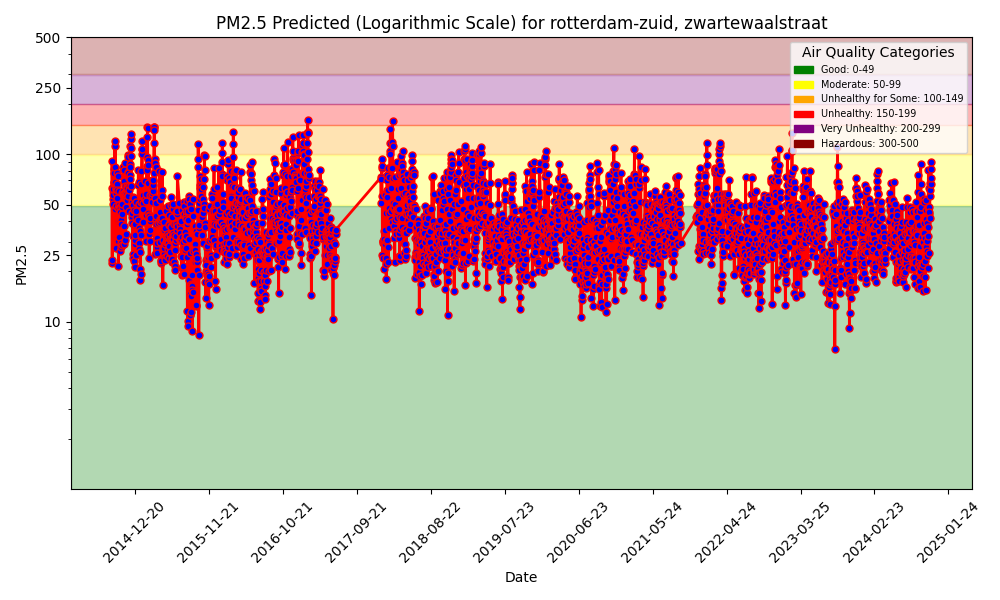 PM2.5 Predicted (Logarithmic Scale) for rotterdam-zuid, zwartewaalstraat
Air Quality Categories
Good: 0-49
Moderate: 50-99
Unhealthy for Some: 100-149
Unhealthy: 150-199
Very Unhealthy: 200-299
Hazardous: 300-500
PM2.5
500
250
100
50
25
10
2014-12-20
2015-11-21
2016-10-21
2017-09-21
2018-08-22
2019-07-23
2020-06-23
2021-05-24
2022-04-24
2023-03-25
2024-02-23
2025-01-24
Date